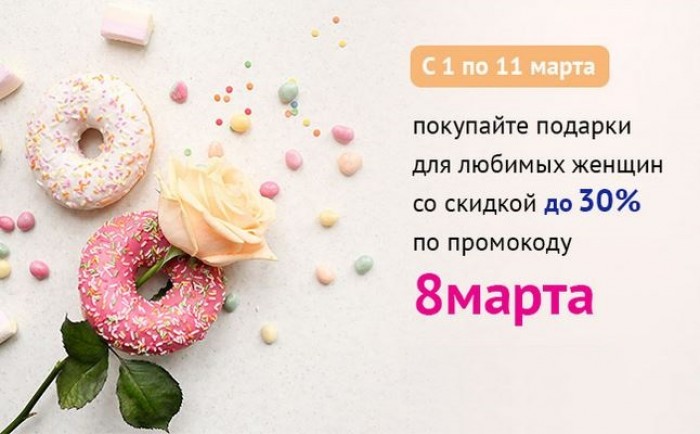 С 1 по 11 марта
покупайте подарки
для любимых женщин
со скидкой до 30%
по промокоду
8марта